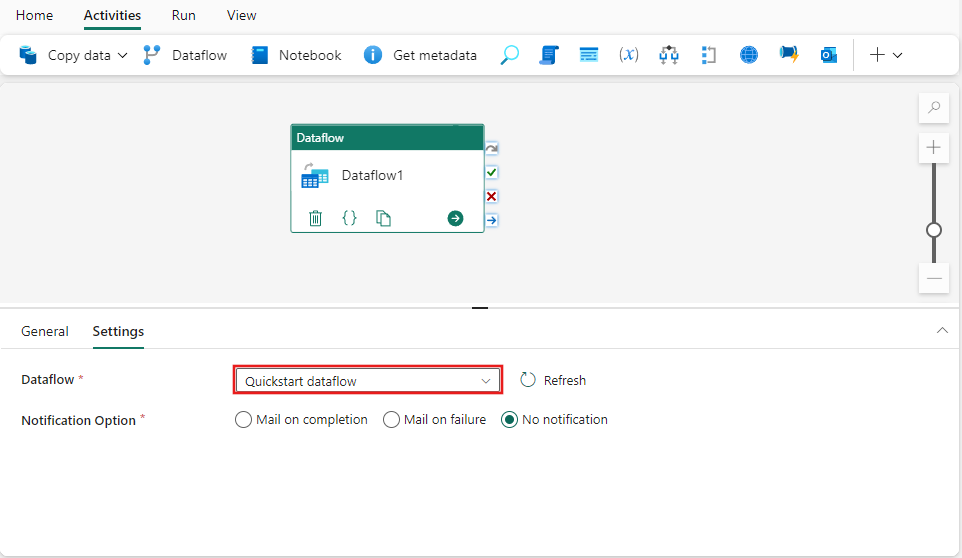 Home Activities Run View
Copy data Dataflow Notebook Get metadata (x)
Dataflow
Dataflow1
{}
General Settings
Dataflow * Quickstart dataflow Refresh
Notification Option * Mail on completion Mail on failure No notification